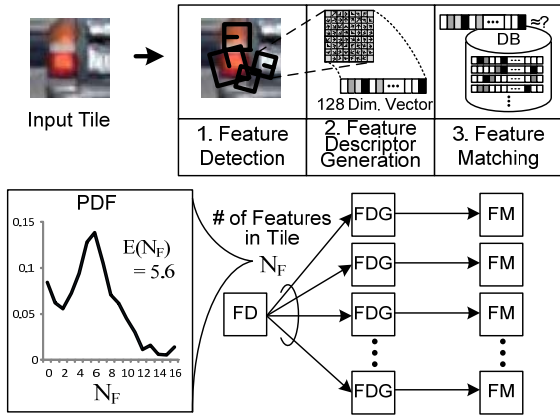 Input Tile
F
F
F
128 Dim. Vector
DB
≈?
1. Feature
Detection
2. Feature
Descriptor
Generation
3. Feature
Matching
PDF
0,15
0,1
0,05
0
E(N_F)
= 5.6
0 2 4 6 8 10 12 14 16
N_F
# of Features
in Tile
N_F
FD
FDG
FM
FDG
FM
FDG
FM
FDG
FM